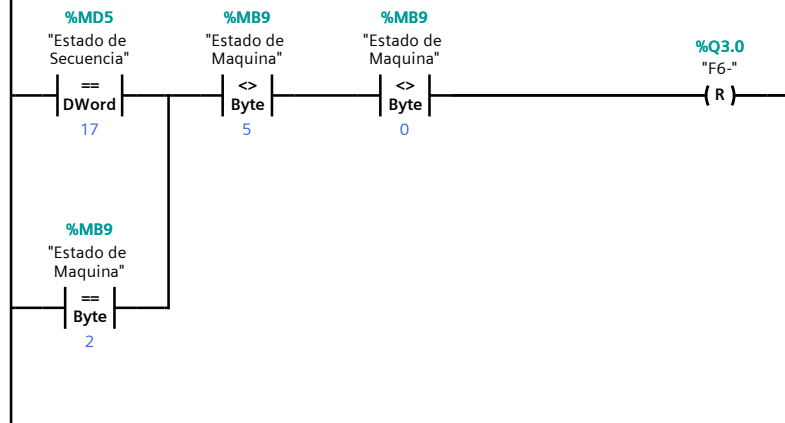 %MD5
"Estado de
Secuencia"
==
DWord
17
%MB9
"Estado de
Maquina"
<>
Byte
5
%MB9
"Estado de
Maquina"
<>
Byte
0
%Q3.0
"F6-"
R
%MB9
"Estado de
Maquina"
==
Byte
2